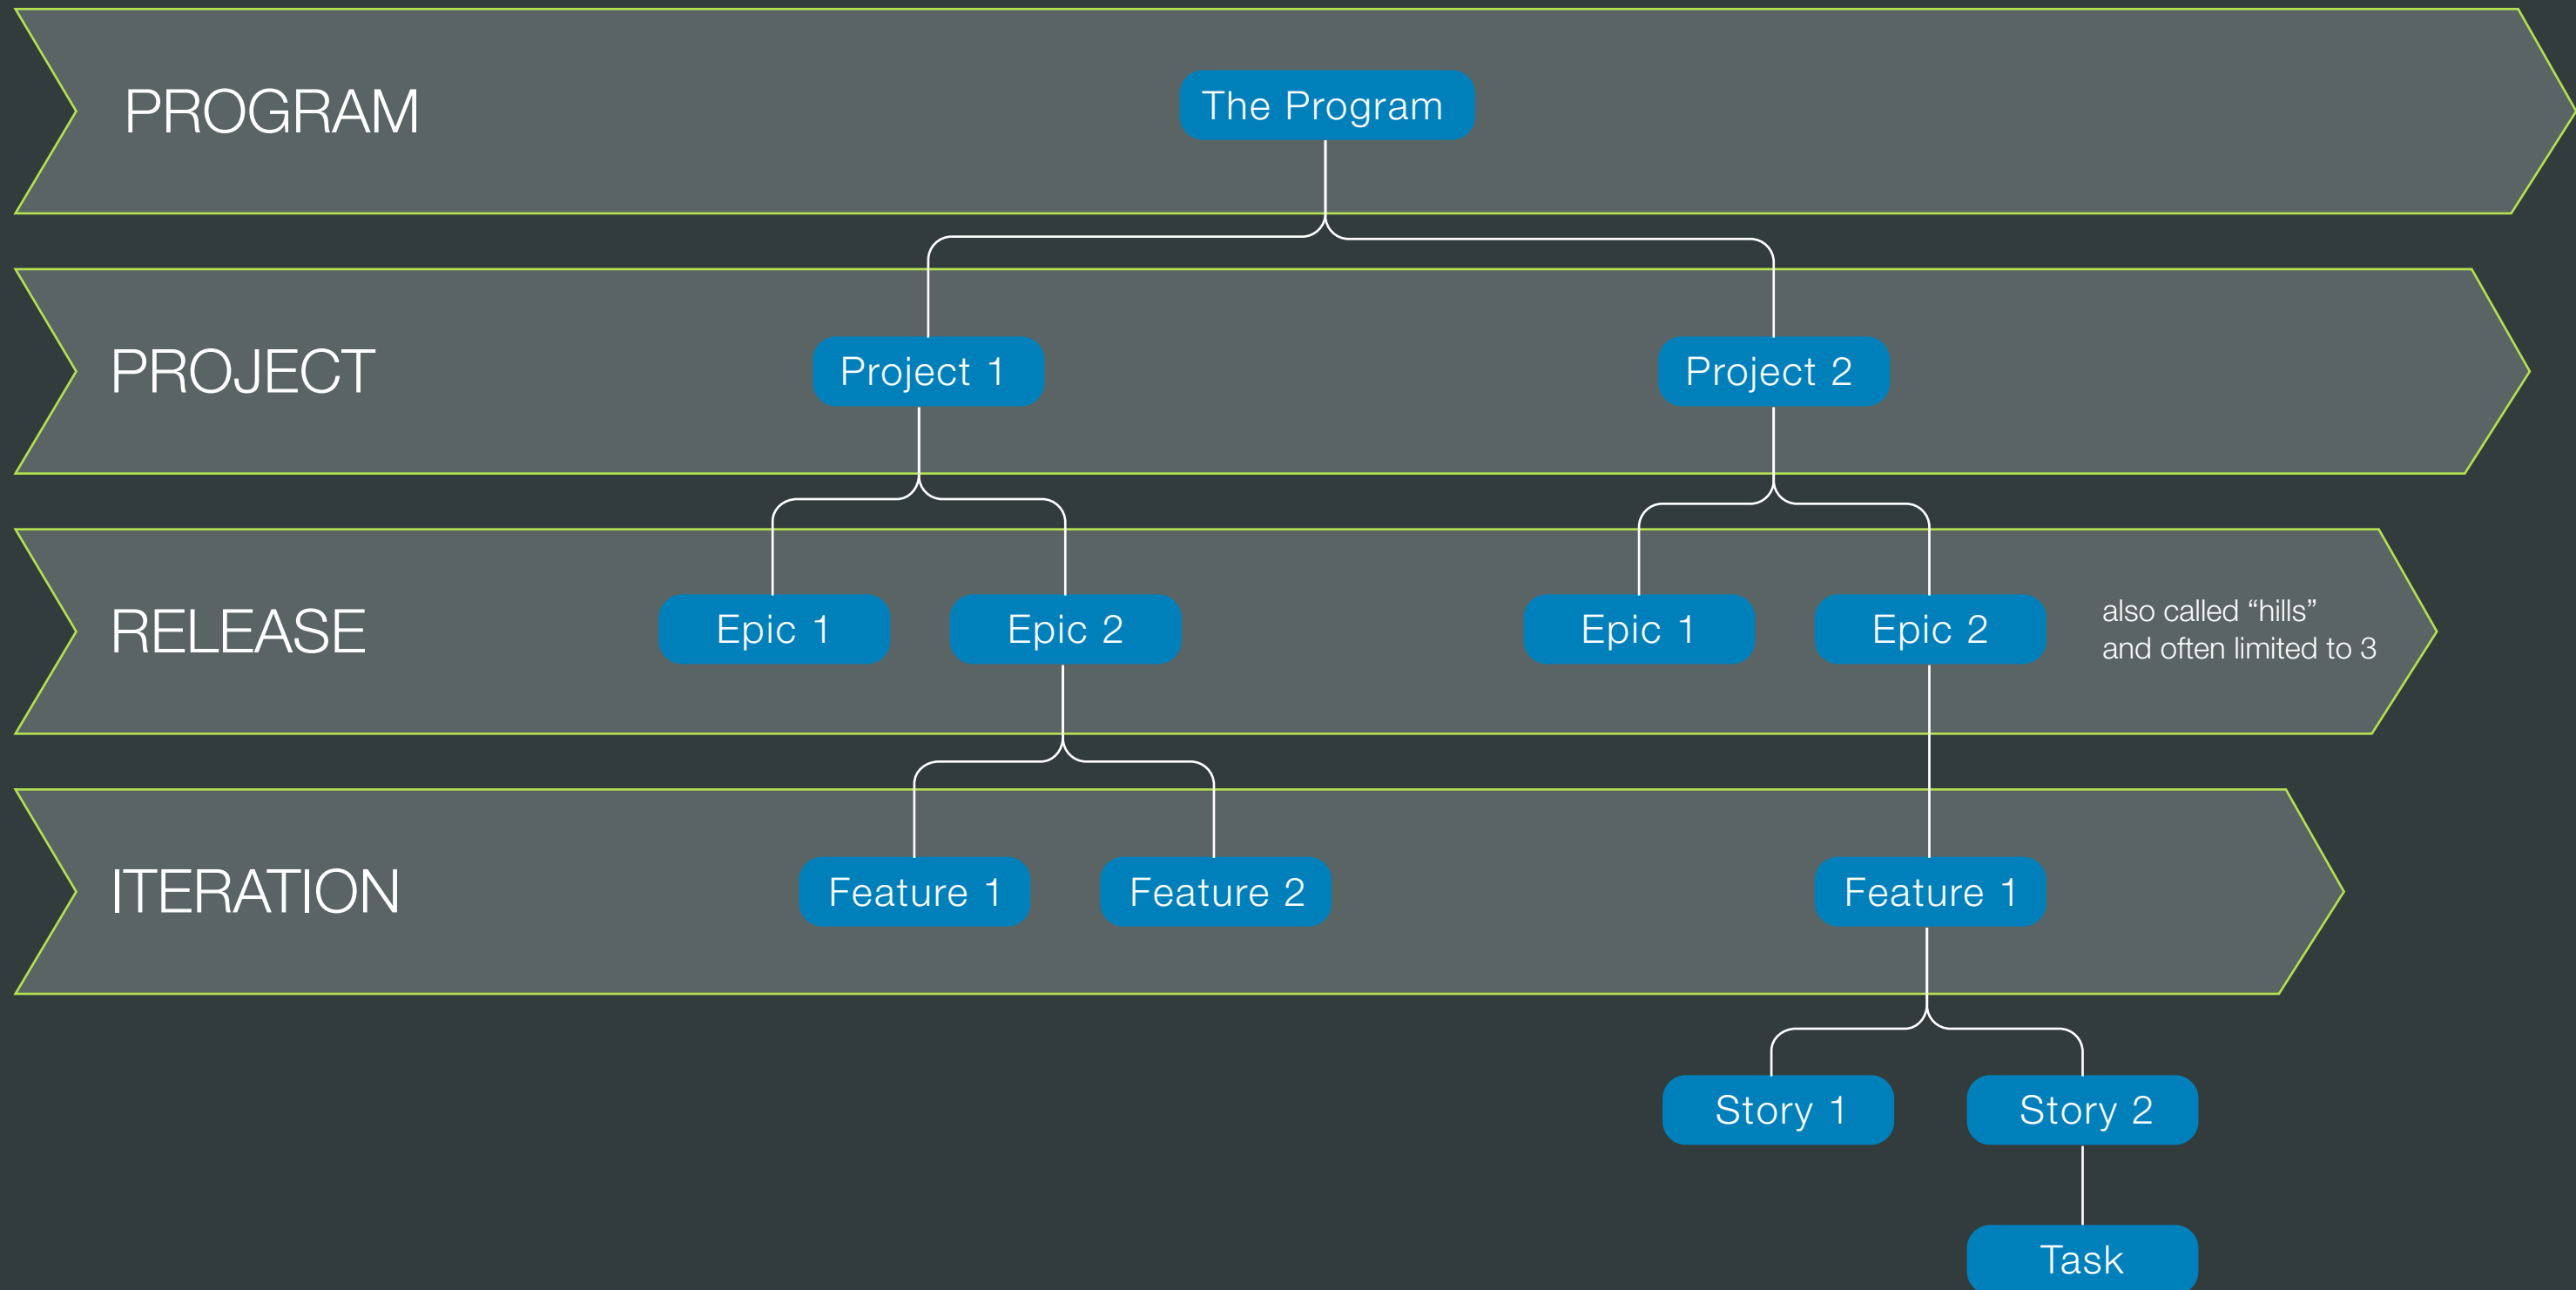 PROGRAM
The Program
PROJECT
Project 1
Project 2
RELEASE
Epic 1
Epic 2
Epic 1
Epic 2
also called “hills”
and often limited to 3
ITERATION
Feature 1
Feature 2
Feature 1
Story 1
Story 2
Task